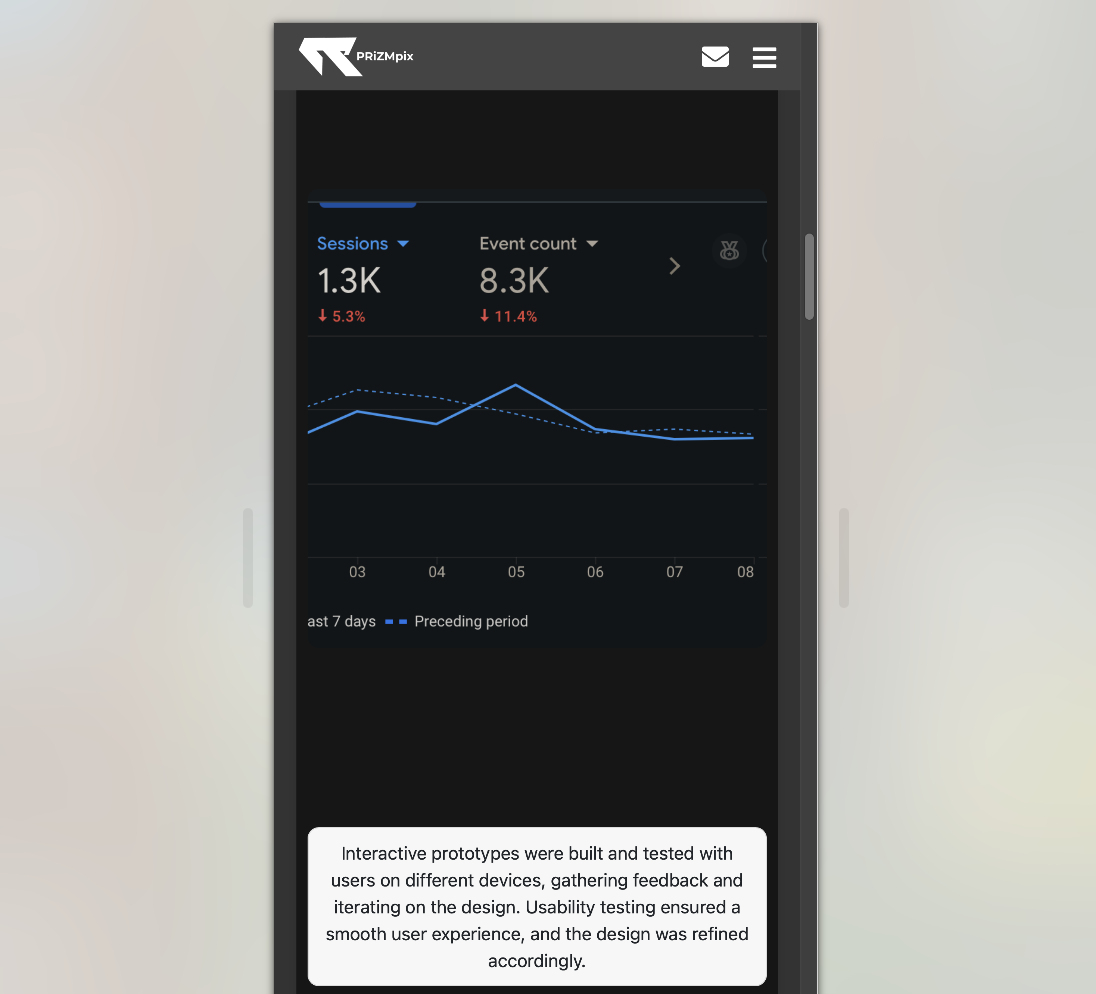 PRiZMpix
Sessions Event count
1.3K 8.3K
5.3% 11.4%
03 04 05 06 07 08
ast 7 days Preceding period
Interactive prototypes were built and tested with
users on different devices, gathering feedback and
iterating on the design. Usability testing ensured a
smooth user experience, and the design was refined
accordingly.